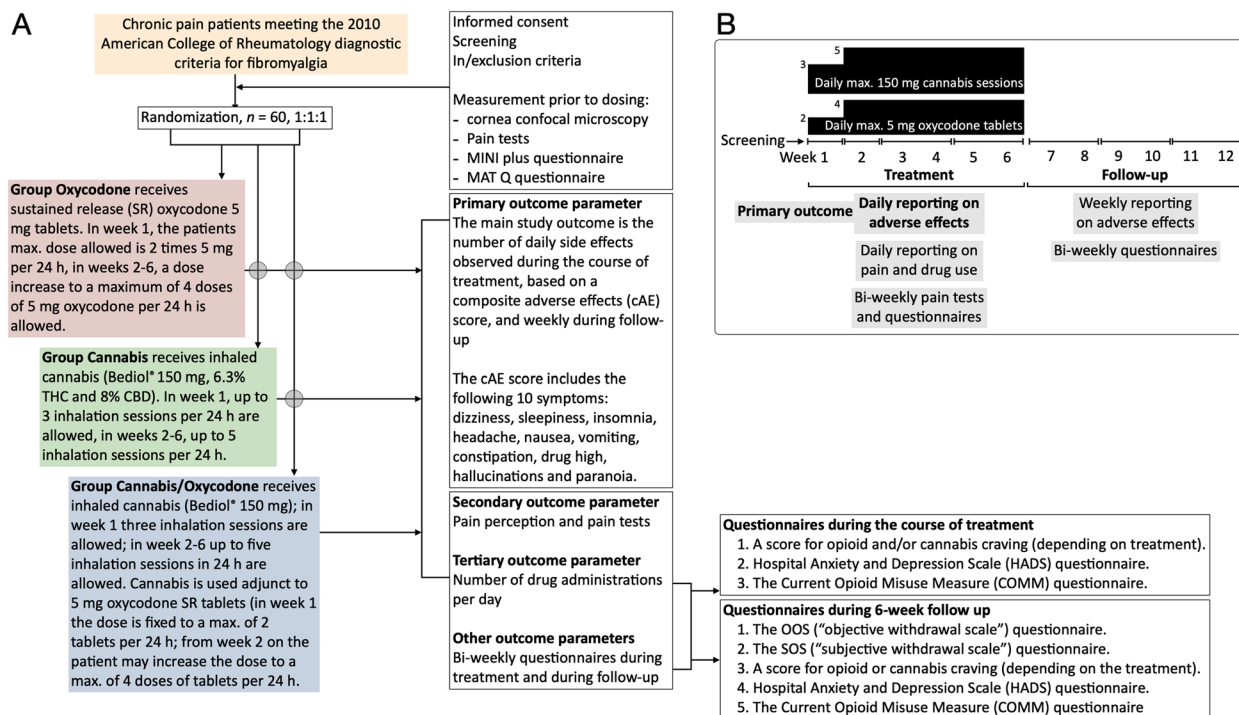 A
Chronic pain patients meeting the 2010
American College of Rheumatology diagnostic
criteria for fibromyalgia
Randomization, n = 60, 1:1:1
Informed consent
Screening
In/exclusion criteria
Measurement prior to dosing:
- cornea confocal microscopy
- Pain tests
- MINI plus questionnaire
- MAT Q questionnaire
Group Oxycodone receives
sustained release (SR) oxycodone 5
mg tablets. In week 1, the patients
max. dose allowed is 2 times 5 mg
per 24 h, in weeks 2-6, a dose
increase to a maximum of 4 doses
of 5 mg oxycodone per 24 h is
allowed.
Group Cannabis receives inhaled
cannabis (Bediol® 150 mg, 6.3%
THC and 8% CBD). In week 1, up to
3 inhalation sessions per 24 h are
allowed, in weeks 2-6, up to 5
inhalation sessions per 24 h.
Group Cannabis/Oxycodone receives
inhaled cannabis (Bediol® 150 mg); in
week 1 three inhalation sessions are
allowed; in week 2-6 up to five
inhalation sessions in 24 h are
allowed. Cannabis is used adjunct to
5 mg oxycodone SR tablets (in week 1
the dose is fixed to a max. of 2
tablets per 24 h; from week 2 on the
patient may increase the dose to a
max. of 4 doses of tablets per 24 h.
Primary outcome parameter
The main study outcome is the
number of daily side effects
observed during the course of
treatment, based on a
composite adverse effects (cAE)
score, and weekly during follow-
up
The cAE score includes the
following 10 symptoms:
dizziness, sleepiness, insomnia,
headache, nausea, vomiting,
constipation, drug high,
hallucinations and paranoia.
Secondary outcome parameter
Pain perception and pain tests
Tertiary outcome parameter
Number of drug administrations
per day
Other outcome parameters
Bi-weekly questionnaires during
treatment and during follow-up
Questionnaires during the course of treatment
1. A score for opioid and/or cannabis craving (depending on treatment).
2. Hospital Anxiety and Depression Scale (HADS) questionnaire.
3. The Current Opioid Misuse Measure (COMM) questionnaire.
Questionnaires during 6-week follow up
1. The OOS (“objective withdrawal scale”) questionnaire.
2. The SOS (“subjective withdrawal scale”) questionnaire.
3. A score for opioid or cannabis craving (depending on the treatment).
4. Hospital Anxiety and Depression Scale (HADS) questionnaire.
5. The Current Opioid Misuse Measure (COMM) questionnaire
B
5
3
Daily max. 150 mg cannabis sessions
4
2
Daily max. 5 mg oxycodone tablets
Screening
Week 1 2 3 4 5 6 7 8 9 10 11 12
Treatment Follow-up
Primary outcome
Daily reporting on
adverse effects
Daily reporting on
pain and drug use
Bi-weekly pain tests
and questionnaires
Weekly reporting
on adverse effects
Bi-weekly questionnaires